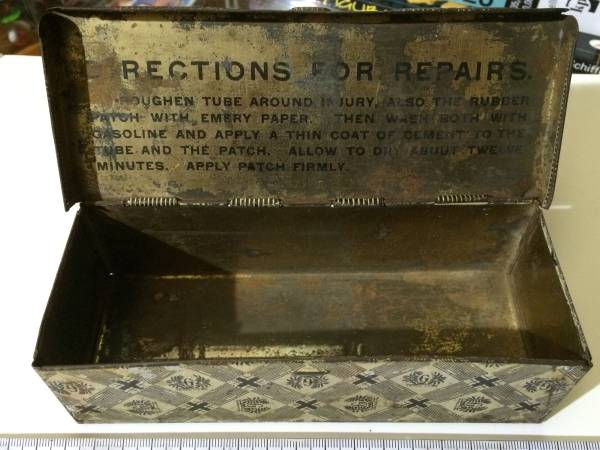 DIRECTIONS FOR REPAIRS.
ROUGHEN TUBE AROUND INJURY, ALSO THE RUBBER
PATCH WITH EMERY PAPER. THEN WASH BOTH WITH
GASOLINE AND APPLY A THIN COAT OF CEMENT TO THE
TUBE AND THE PATCH. ALLOW TO DRY ABOUT TWELVE
MINUTES. APPLY PATCH FIRMLY.